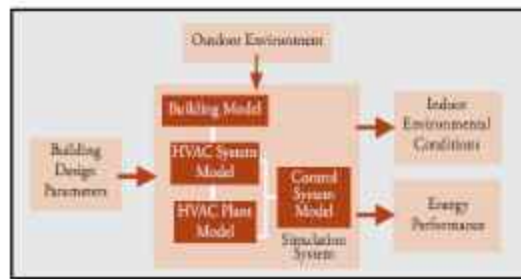 Outdoor Environment
Building Model
Building
Design
Parameters
HVAC System
Model
HVAC Plant
Model
Control
System
Model
Simulation
System
Indoor
Environmental
Conditions
Energy
Performance